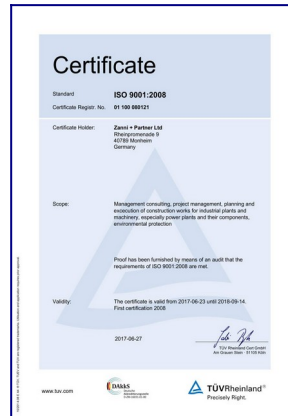 Certificate
Standard ISO 9001:2008
Certificate Registr. No. 01 100 080121
Certificate Holder: Zanni + Partner Ltd
Rheinpromenade 9
40789 Monheim
Germany
Scope: Management consulting, project management, planning and
excecution of construction works for industrial plants and
machinery, especially power plants and their components,
environmental protection
Proof has been furnished by means of an audit that the
requirements of ISO 9001:2008 are met.
Validity: The certificate is valid from 2017-06-23 until 2018-09-14.
First certification 2008
2017-06-27
TÜV Rheinland Cert GmbH
Am Grauen Stein · 51105 Köln
www.tuv.com
DAkkS
TÜVRheinland®
Precisely Right.